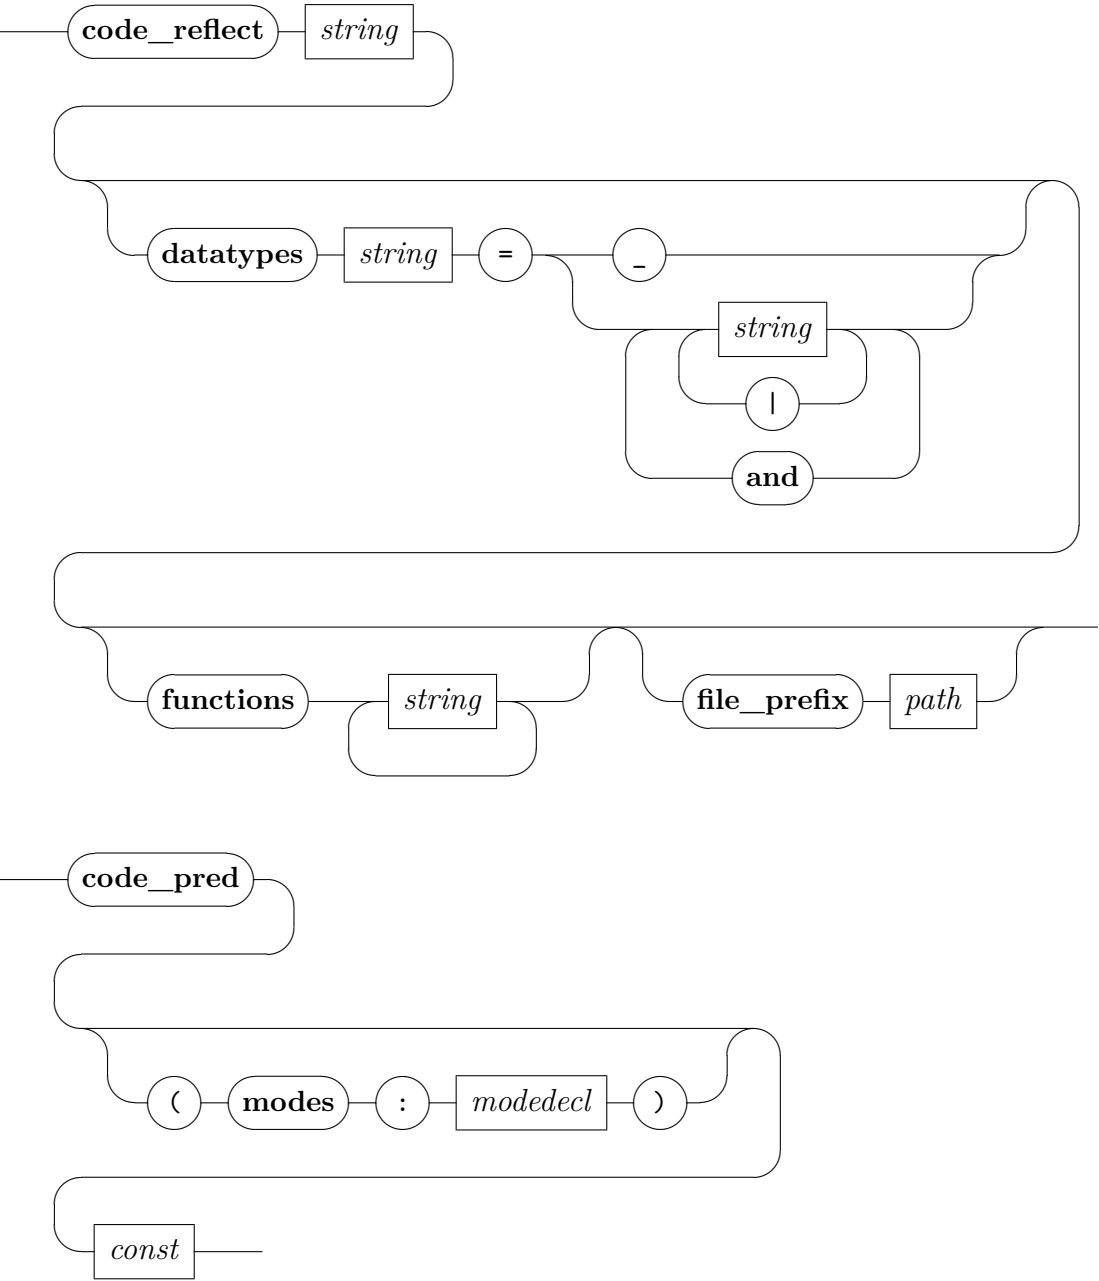 code_reflect string
datatypes string = _
string
|
and
functions string file_prefix path
code_pred
( modes : modedecl )
const